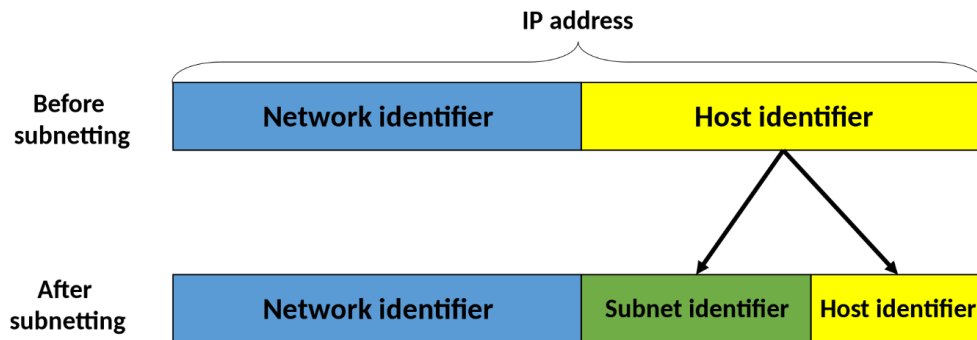 IP address
Before
subnetting
Network identifier
Host identifier
After
subnetting
Network identifier
Subnet identifier
Host identifier